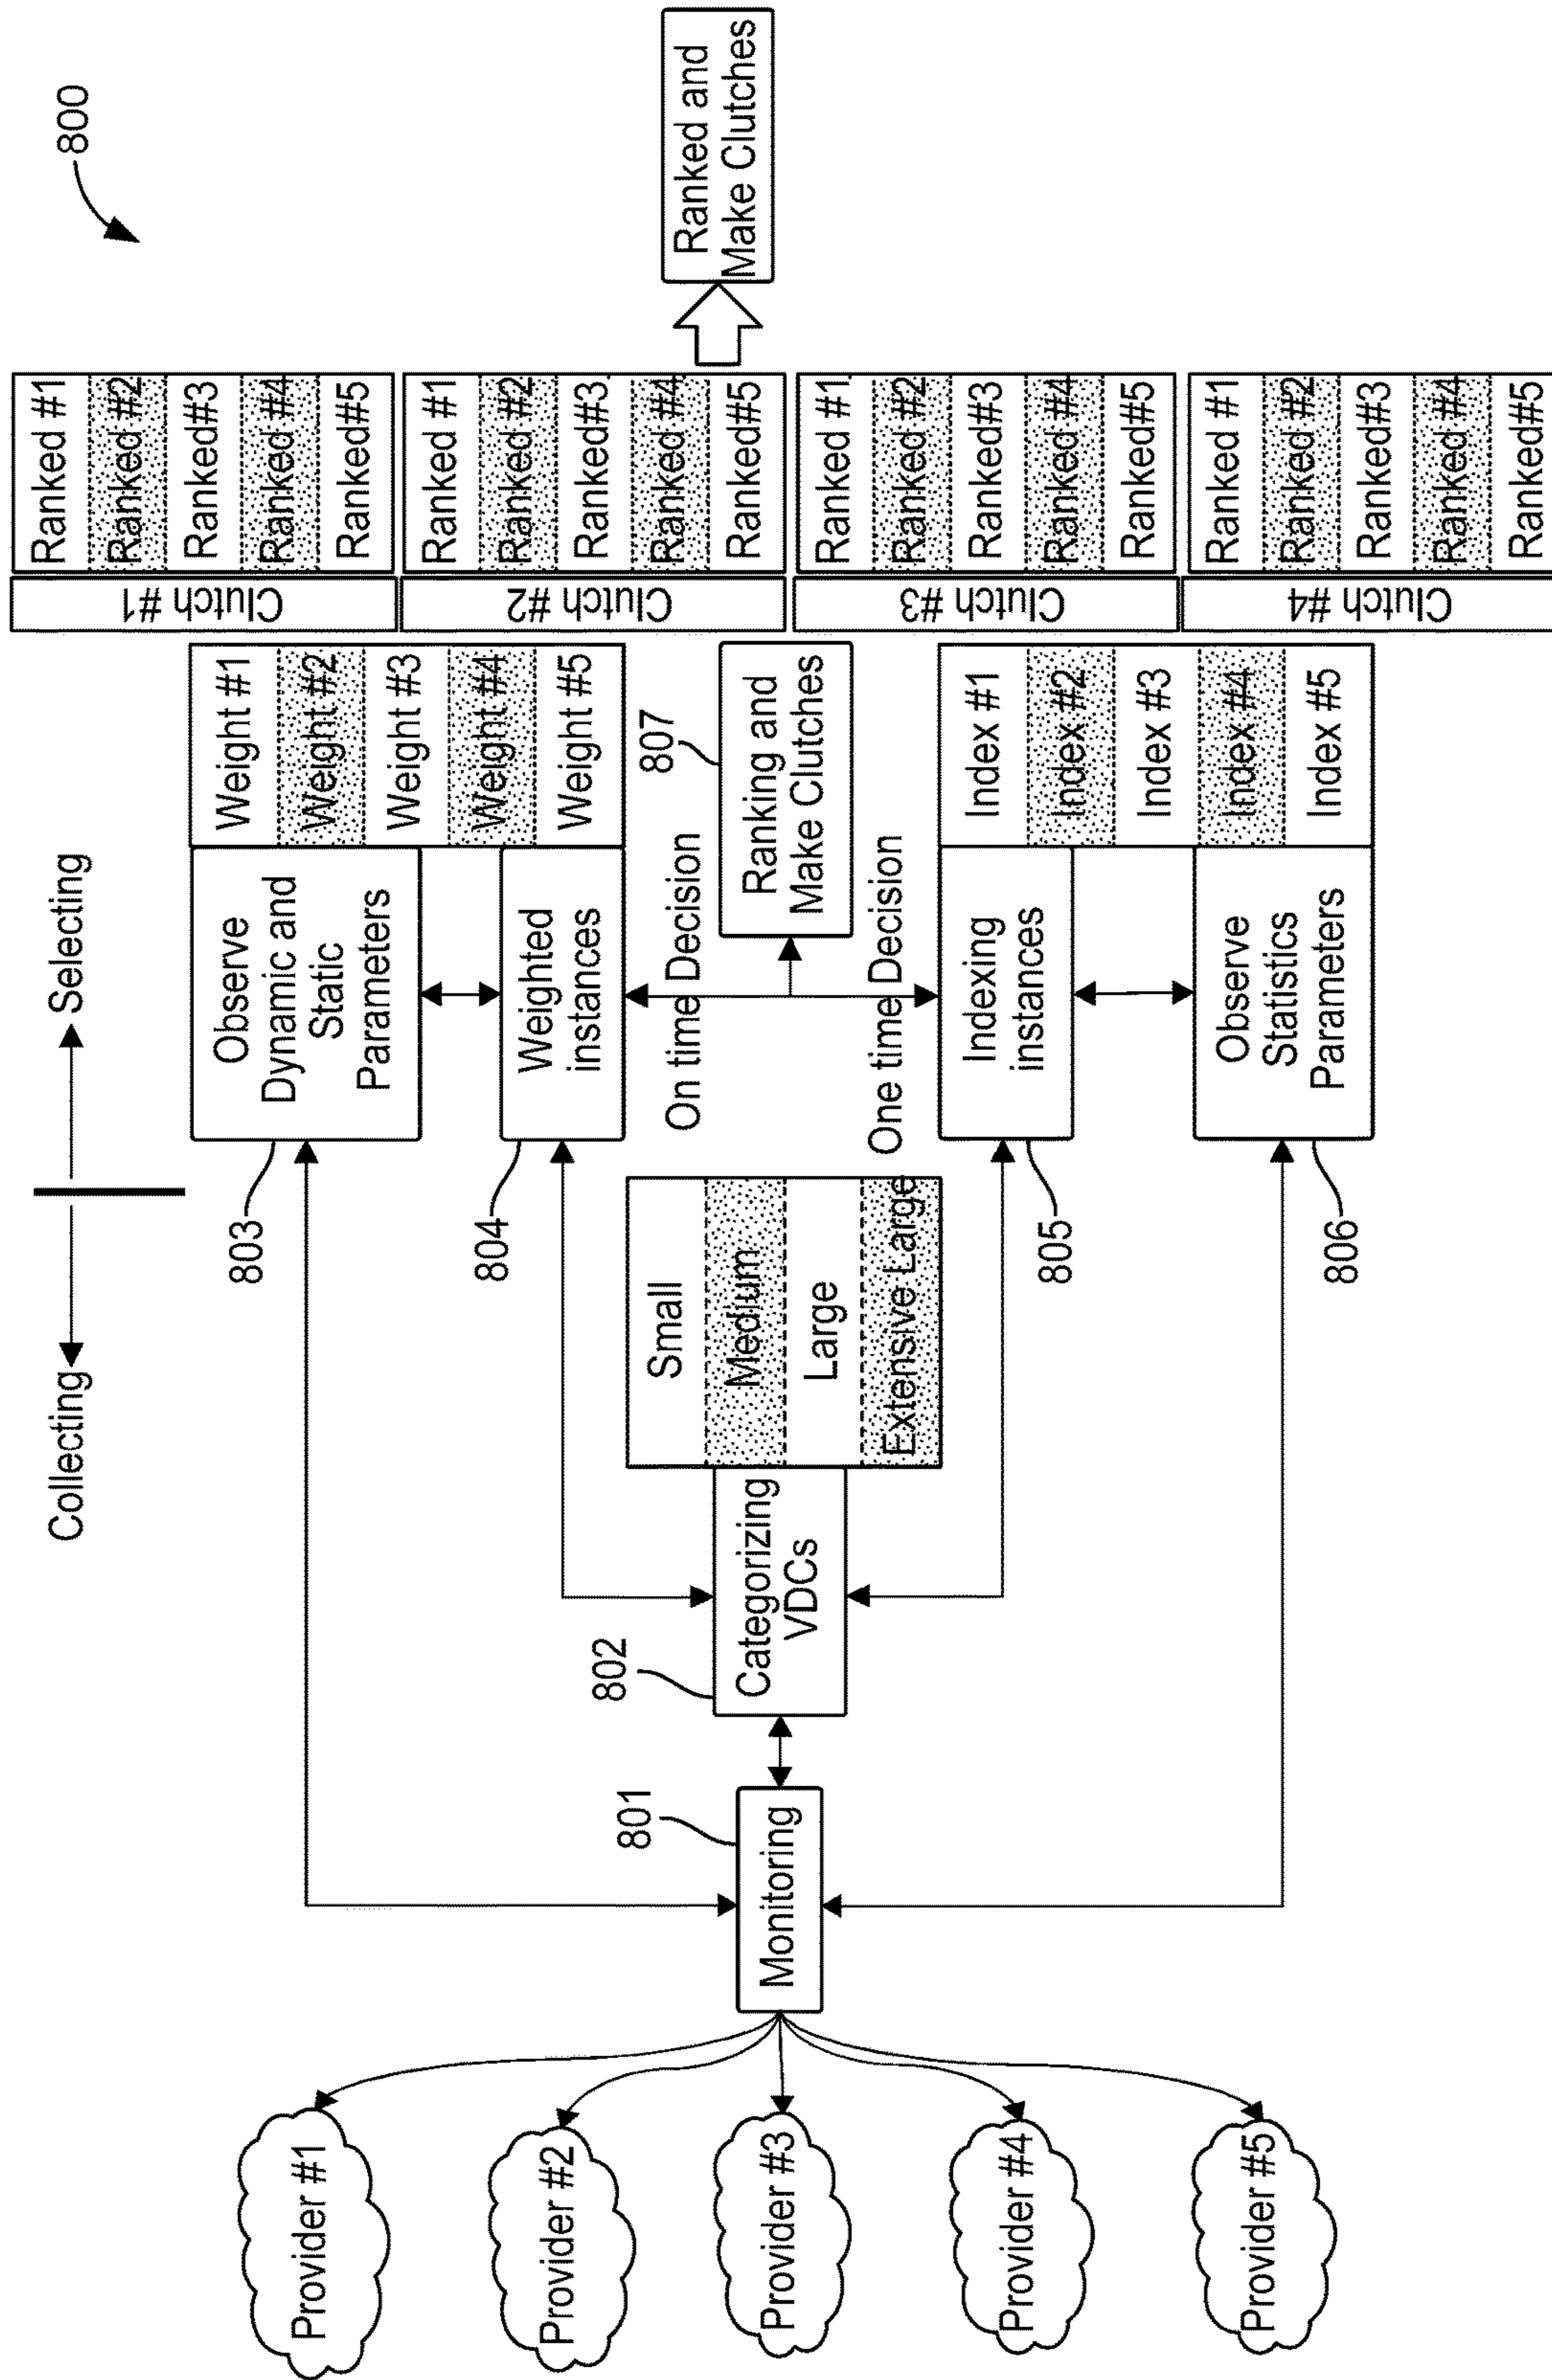 800
Collecting
Selecting
Provider #1
Provider #2
Provider #3
Provider #4
Provider #5
801
Monitoring
802
Categorizing
VDCs
Small
Medium
Large
Extensive Large
803
Observe
Dynamic and
Static
Parameters
804
Weighted
instances
Weight #1
Weight #2
Weight #3
Weight #4
Weight #5
On time Decision
807
Ranking and
Make Clutches
One time Decision
805
Indexing
instances
806
Observe
Statistics
Parameters
Index #1
Index #2
Index #3
Index #4
Index #5
Clutch #1
Ranked #1
Ranked #2
Ranked#3
Ranked #4
Ranked#5
Clutch #2
Ranked #1
Ranked #2
Ranked#3
Ranked #4
Ranked#5
Clutch #3
Ranked #1
Ranked #2
Ranked#3
Ranked #4
Ranked#5
Clutch #4
Ranked #1
Ranked #2
Ranked#3
Ranked #4
Ranked#5
Ranked and
Make Clutches